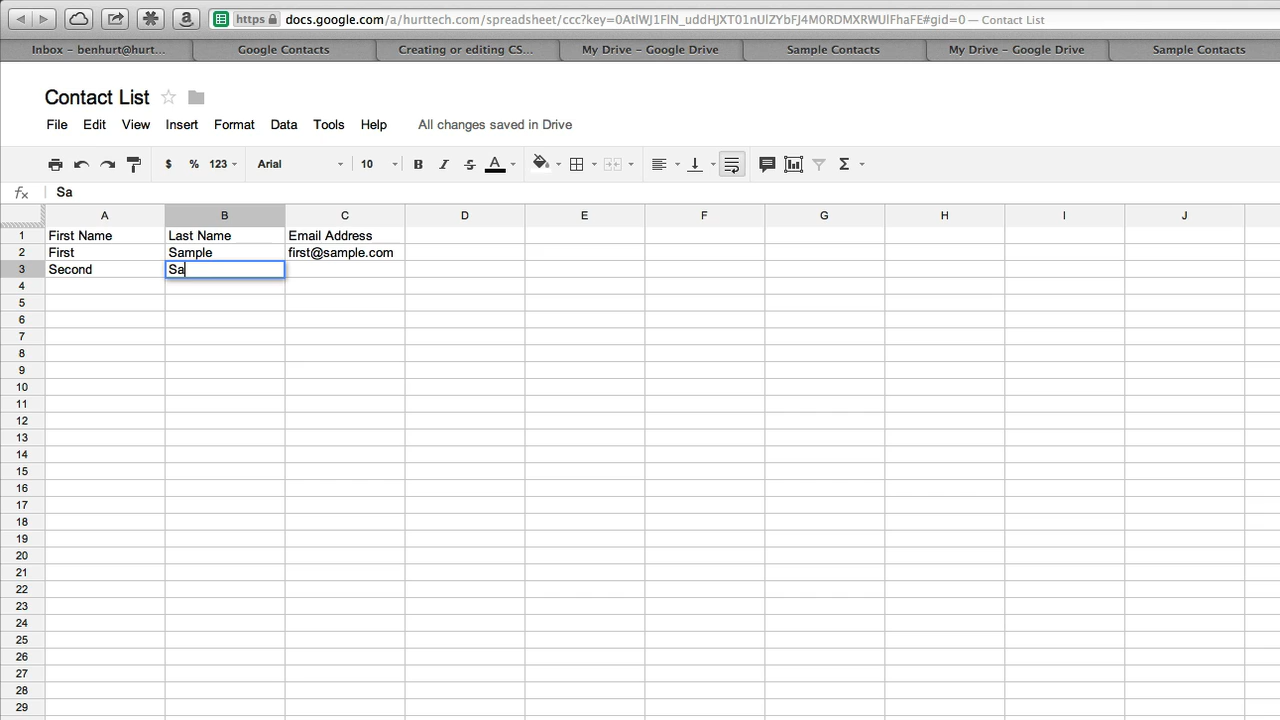 https docs.google.com/a/hurttech.com/spreadsheet/ccc?key=0AtlWJ1FlN_uddHJXT01nUlZYbFJ4M0RDMXRWUlFhaFE#gid=0 — Contact List
Inbox – benhurt@hurt... Google Contacts Creating or editing CS... My Drive – Google Drive Sample Contacts My Drive – Google Drive Sample Contacts
Contact List
File Edit View Insert Format Data Tools Help All changes saved in Drive
$ % 123 Arial 10 B I S A Σ
fx Sa
A B C D E F G H I J
1 First Name Last Name Email Address
2 First Sample first@sample.com
3 Second Sa
4
5
6
7
8
9
10
11
12
13
14
15
16
17
18
19
20
21
22
23
24
25
26
27
28
29